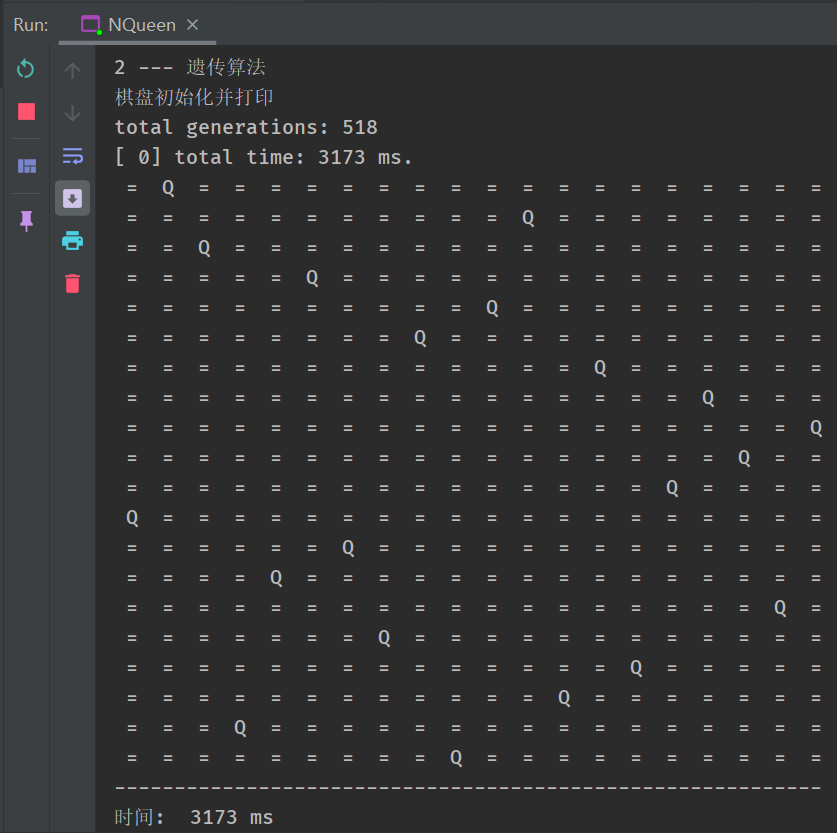 Run: NQueen ×
2 --- 遗传算法
棋盘初始化并打印
total generations: 518
[ 0] total time: 3173 ms.
= Q = = = = = = = = = = = = = = = = = =
= = = = = = = = = = = Q = = = = = = = =
= = Q = = = = = = = = = = = = = = = = =
= = = = = Q = = = = = = = = = = = = = =
= = = = = = = = = = Q = = = = = = = = =
= = = = = = = = Q = = = = = = = = = = =
= = = = = = = = = = = = = Q = = = = = =
= = = = = = = = = = = = = = = = Q = = =
= = = = = = = = = = = = = = = = = = = Q
= = = = = = = = = = = = = = = = = Q = =
= = = = = = = = = = = = = = = Q = = = =
Q = = = = = = = = = = = = = = = = = = =
= = = = = = Q = = = = = = = = = = = = =
= = = = Q = = = = = = = = = = = = = = =
= = = = = = = = = = = = = = = = = = Q =
= = = = = = = Q = = = = = = = = = = = =
= = = = = = = = = = = = = = Q = = = = =
= = = = = = = = = = = = Q = = = = = = =
= = = Q = = = = = = = = = = = = = = = =
= = = = = = = = = Q = = = = = = = = = =
-----------------------------------------------------------
时间:  3173 ms